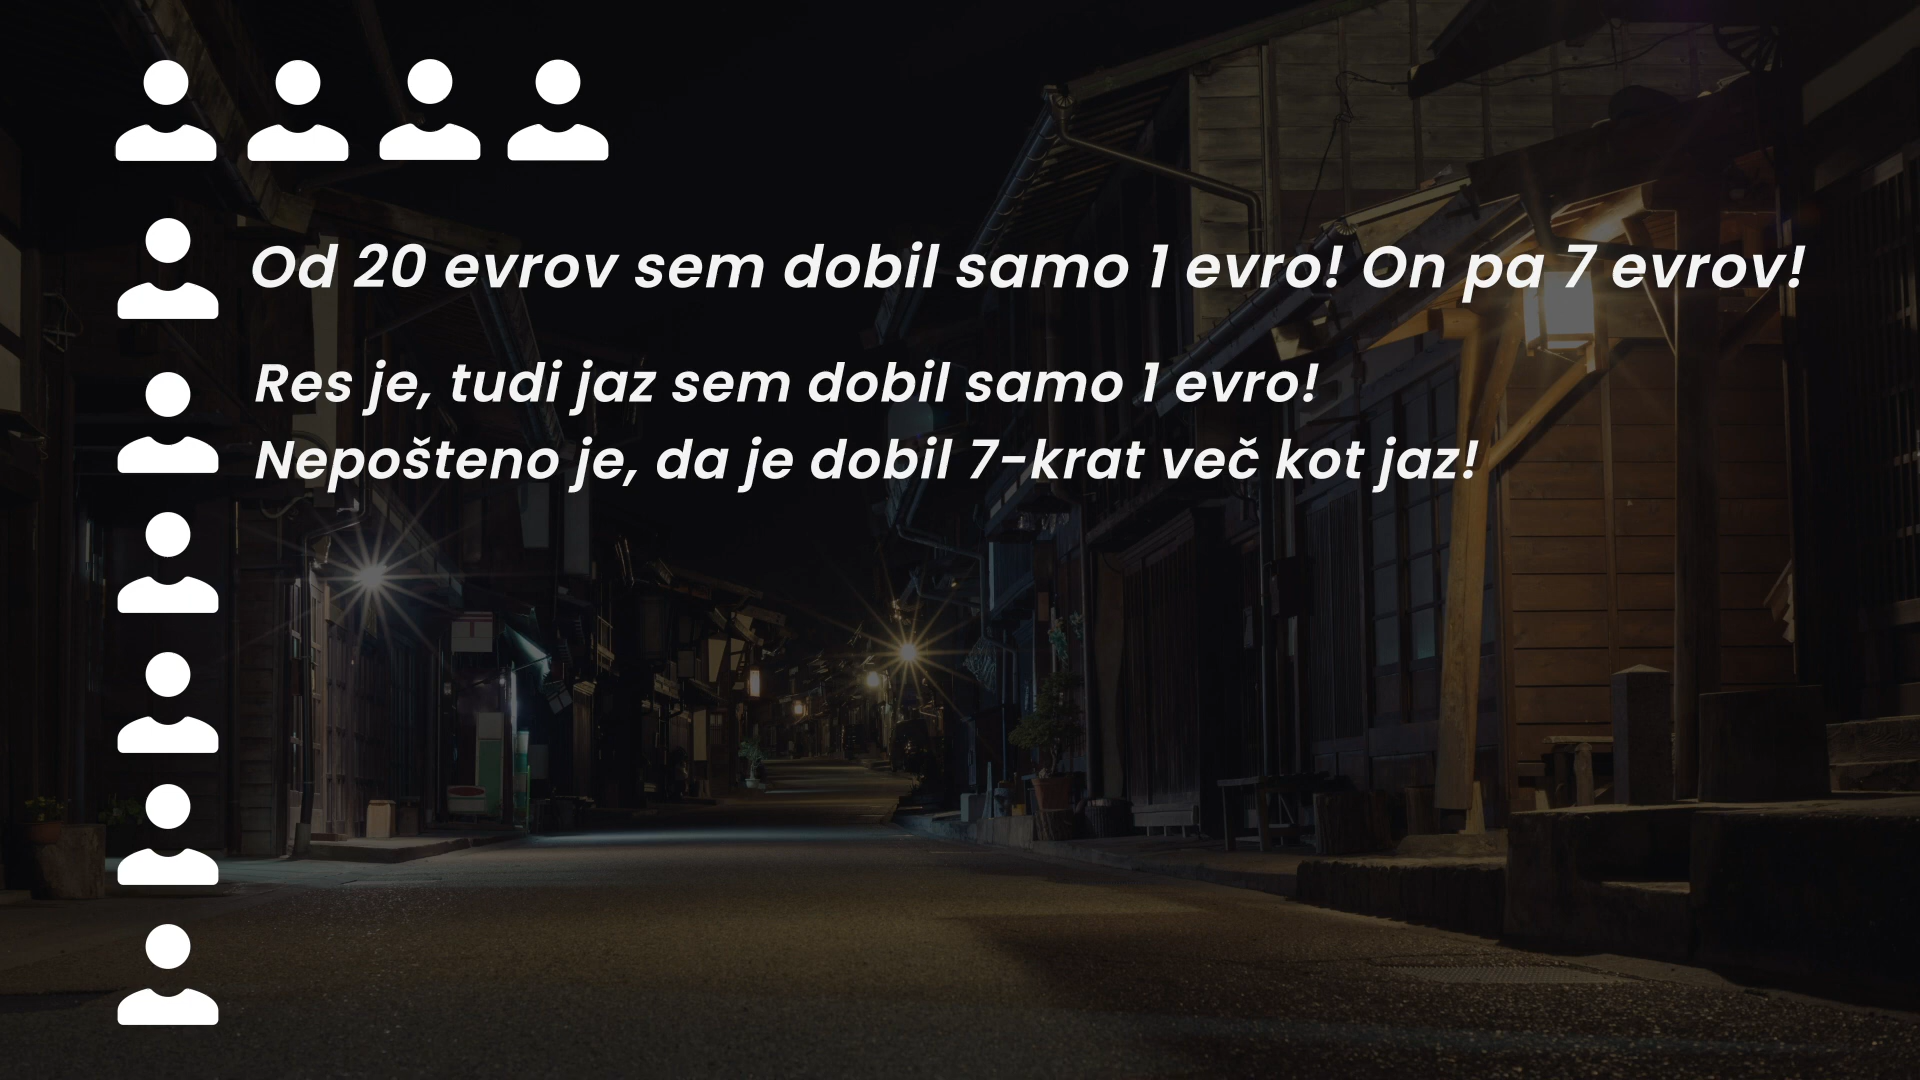 Od 20 evrov sem dobil samo 1 evro! On pa 7 evrov!
Res je, tudi jaz sem dobil samo 1 evro!
Nepošteno je, da je dobil 7-krat več kot jaz!